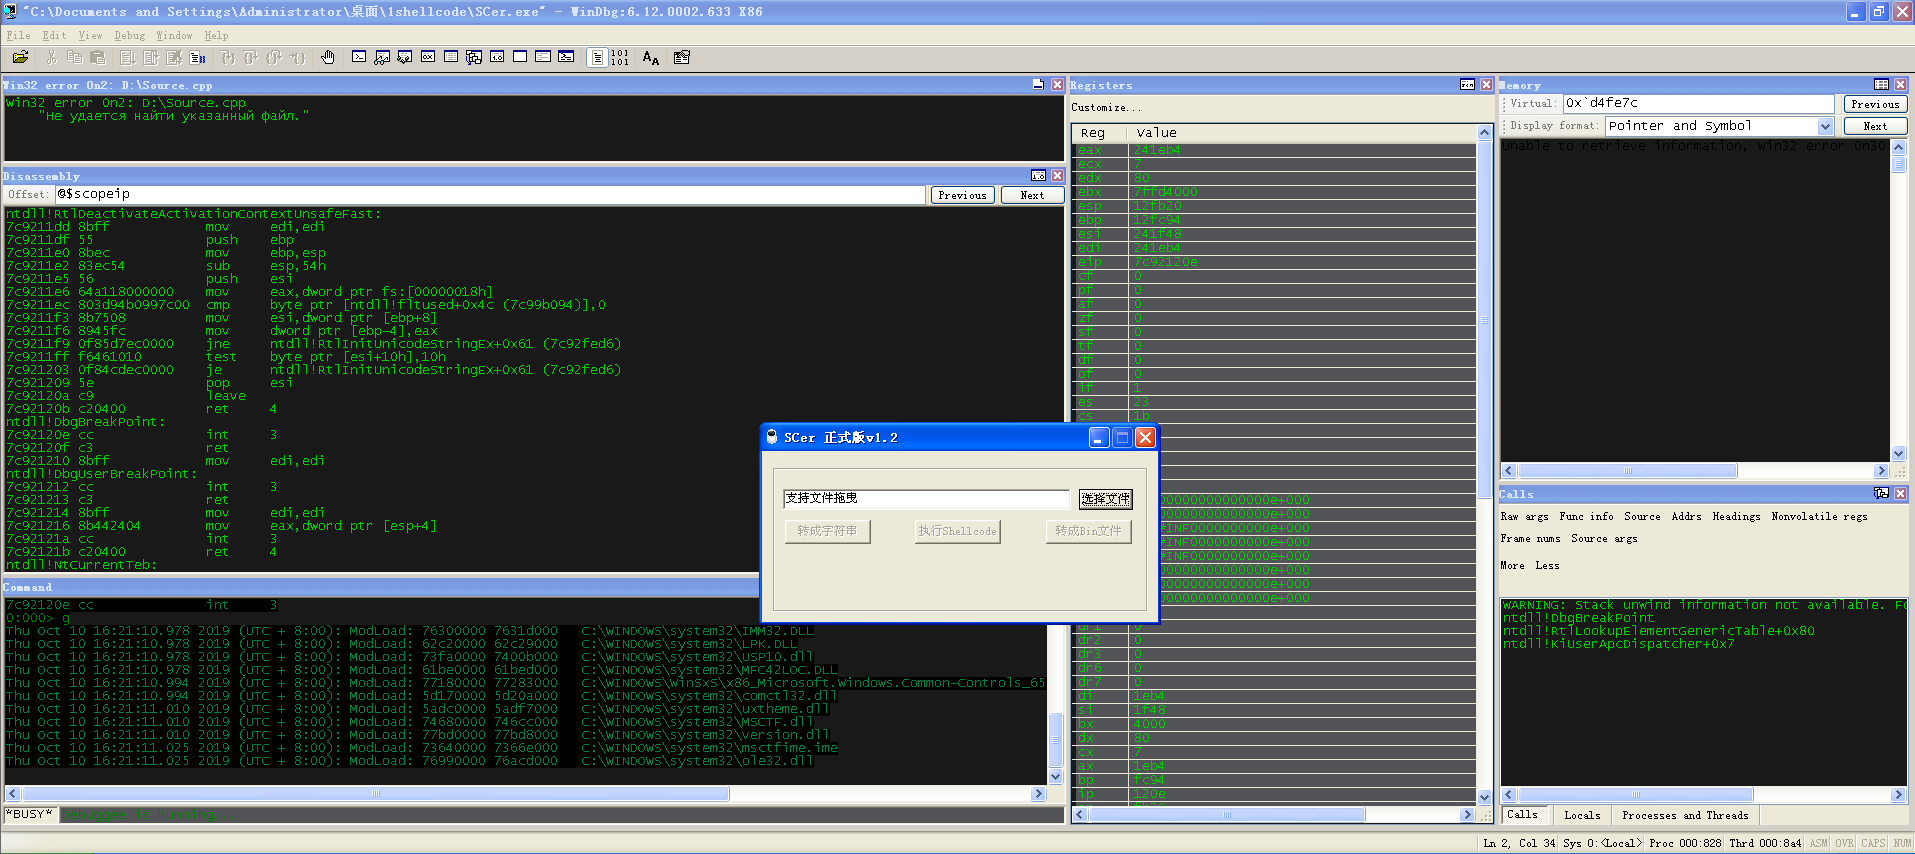 "C:\Documents and Settings\Administrator\桌面\1shellcode\SCer.exe" - WinDbg:6.12.0002.633 X86
File Edit View Debug Window Help
Win32 error 0n2: D:\Source.cpp
Win32 error 0n2: D:\Source.cpp
"Не удается найти указанный файл."
Disassembly
Offset: @$scopeip
Previous Next
ntdll!RtlDeactivateActivationContextUnsafeFast:
7c9211dd 8bff mov edi,edi
7c9211df 55 push ebp
7c9211e0 8bec mov ebp,esp
7c9211e2 83ec54 sub esp,54h
7c9211e5 56 push esi
7c9211e6 64a118000000 mov eax,dword ptr fs:[00000018h]
7c9211ec 803d94b0997c00 cmp byte ptr [ntdll!fltused+0x4c (7c99b094)],0
7c9211f3 8b7508 mov esi,dword ptr [ebp+8]
7c9211f6 8945fc mov dword ptr [ebp-4],eax
7c9211f9 0f85d7ec0000 jne ntdll!RtlInitUnicodeStringEx+0x61 (7c92fed6)
7c9211ff f6461010 test byte ptr [esi+10h],10h
7c921203 0f84cdec0000 je ntdll!RtlInitUnicodeStringEx+0x61 (7c92fed6)
7c921209 5e pop esi
7c92120a c9 leave
7c92120b c20400 ret 4
ntdll!DbgBreakPoint:
7c92120e cc int 3
7c92120f c3 ret
7c921210 8bff mov edi,edi
ntdll!DbgUserBreakPoint:
7c921212 cc int 3
7c921213 c3 ret
7c921214 8bff mov edi,edi
7c921216 8b442404 mov eax,dword ptr [esp+4]
7c92121a cc int 3
7c92121b c20400 ret 4
ntdll!NtCurrentTeb:
Command
7c92120e cc int 3
0:000> g
Thu Oct 10 16:21:10.978 2019 (UTC + 8:00): ModLoad: 76300000 7631d000 C:\WINDOWS\system32\IMM32.DLL
Thu Oct 10 16:21:10.978 2019 (UTC + 8:00): ModLoad: 62c20000 62c29000 C:\WINDOWS\system32\LPK.DLL
Thu Oct 10 16:21:10.978 2019 (UTC + 8:00): ModLoad: 73fa0000 7400b000 C:\WINDOWS\system32\USP10.dll
Thu Oct 10 16:21:10.978 2019 (UTC + 8:00): ModLoad: 61be0000 61bed000 C:\WINDOWS\system32\MFC42LOC.DLL
Thu Oct 10 16:21:10.994 2019 (UTC + 8:00): ModLoad: 77180000 77283000 C:\WINDOWS\WinSxS\x86_Microsoft.Windows.Common-Controls_65
Thu Oct 10 16:21:10.994 2019 (UTC + 8:00): ModLoad: 5d170000 5d20a000 C:\WINDOWS\system32\comctl32.dll
Thu Oct 10 16:21:11.010 2019 (UTC + 8:00): ModLoad: 5adc0000 5adf7000 C:\WINDOWS\system32\uxtheme.dll
Thu Oct 10 16:21:11.010 2019 (UTC + 8:00): ModLoad: 74680000 746cc000 C:\WINDOWS\system32\MSCTF.dll
Thu Oct 10 16:21:11.010 2019 (UTC + 8:00): ModLoad: 77bd0000 77bd8000 C:\WINDOWS\system32\version.dll
Thu Oct 10 16:21:11.025 2019 (UTC + 8:00): ModLoad: 73640000 7366e000 C:\WINDOWS\system32\msctfime.ime
Thu Oct 10 16:21:11.025 2019 (UTC + 8:00): ModLoad: 76990000 76acd000 C:\WINDOWS\system32\ole32.dll
*BUSY* Debuggee is running...
SCer 正式版v1.2
支持文件拖曳 选择文件
转成字符串 执行Shellcode 转成Bin文件
Registers
Customize...
Reg Value
eax 241eb4
ecx 7
edx 80
ebx 7ffd4000
esp 12fb20
ebp 12fc94
esi 241f48
edi 241eb4
eip 7c92120e
cf 0
pf 0
af 0
zf 0
sf 0
tf 0
df 0
of 0
if 1
es 23
cs 1b
0000000000000e+000
0000000000000e+000
#INF0000000000000e+000
#INF0000000000000e+000
0000000000000e+000
0000000000000e+000
dr1 0
dr2 0
dr3 0
dr6 0
dr7 0
di 1eb4
si 1f48
bx 4000
dx 80
cx 7
ax 1eb4
bp fc94
ip 120e
Memory
Virtual: 0x`d4fe7c
Previous
Display format: Pointer and Symbol
Next
Unable to retrieve information, Win32 error 0n30
Calls
Raw args Func info Source Addrs Headings Nonvolatile regs
Frame nums Source args
More Less
WARNING: Stack unwind information not available. Fo
ntdll!DbgBreakPoint
ntdll!RtlLookupElementGenericTable+0x80
ntdll!KiUserApcDispatcher+0x7
Calls Locals Processes and Threads
Ln 2, Col 34 Sys 0:<Local> Proc 000:828 Thrd 000:8a4 ASM OVR CAPS NUM